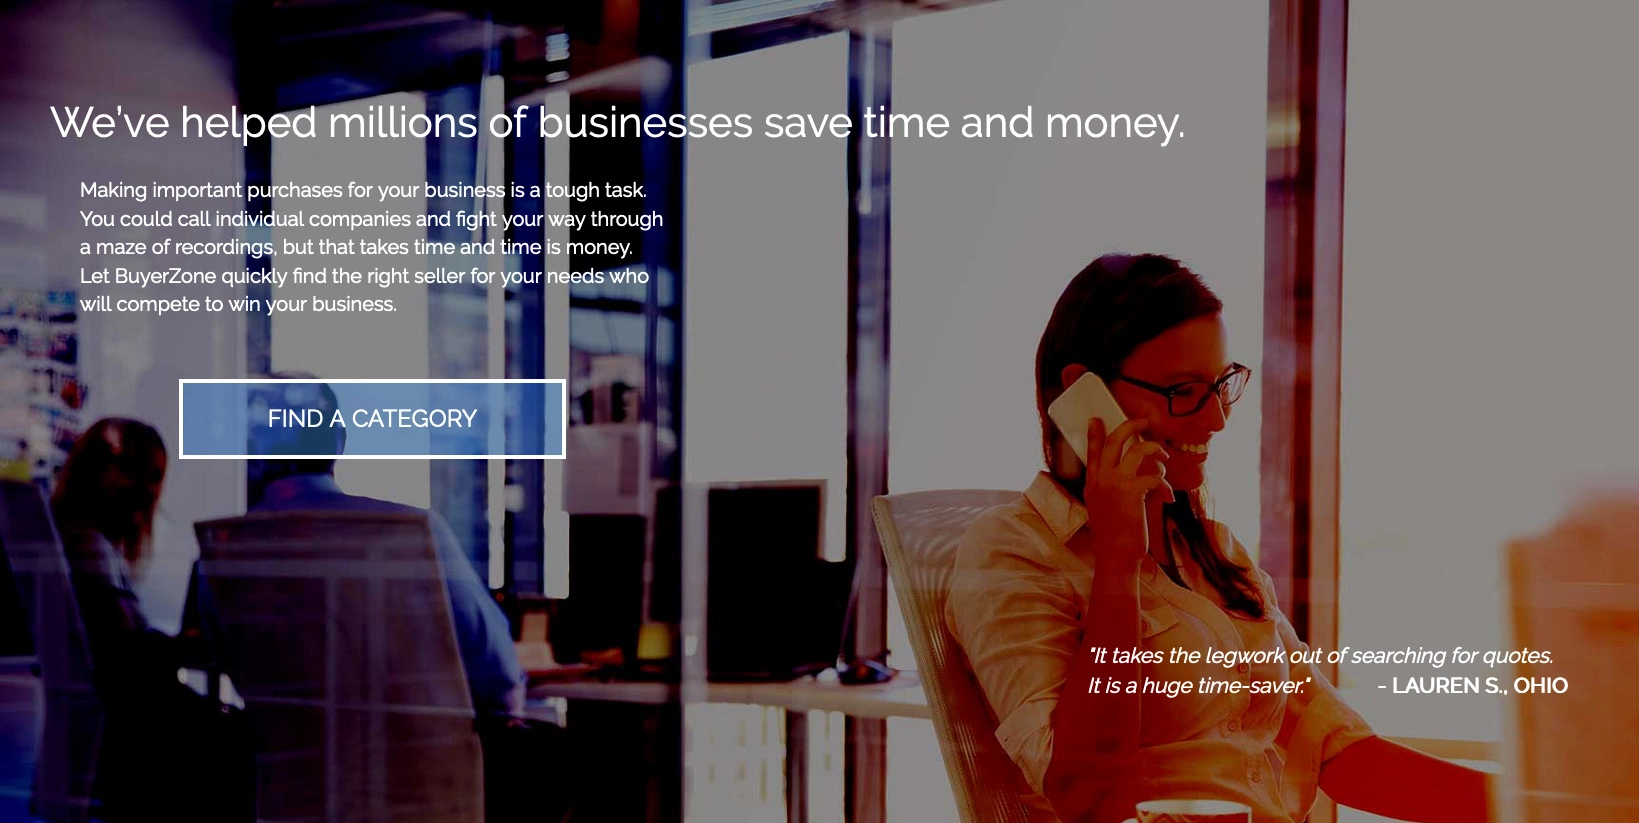 We've helped millions of businesses save time and money.
Making important purchases for your business is a tough task.
You could call individual companies and fight your way through
a maze of recordings, but that takes time and time is money.
Let BuyerZone quickly find the right seller for your needs who
will compete to win your business.
FIND A CATEGORY
"It takes the legwork out of searching for quotes.
It is a huge time-saver." - LAUREN S., OHIO